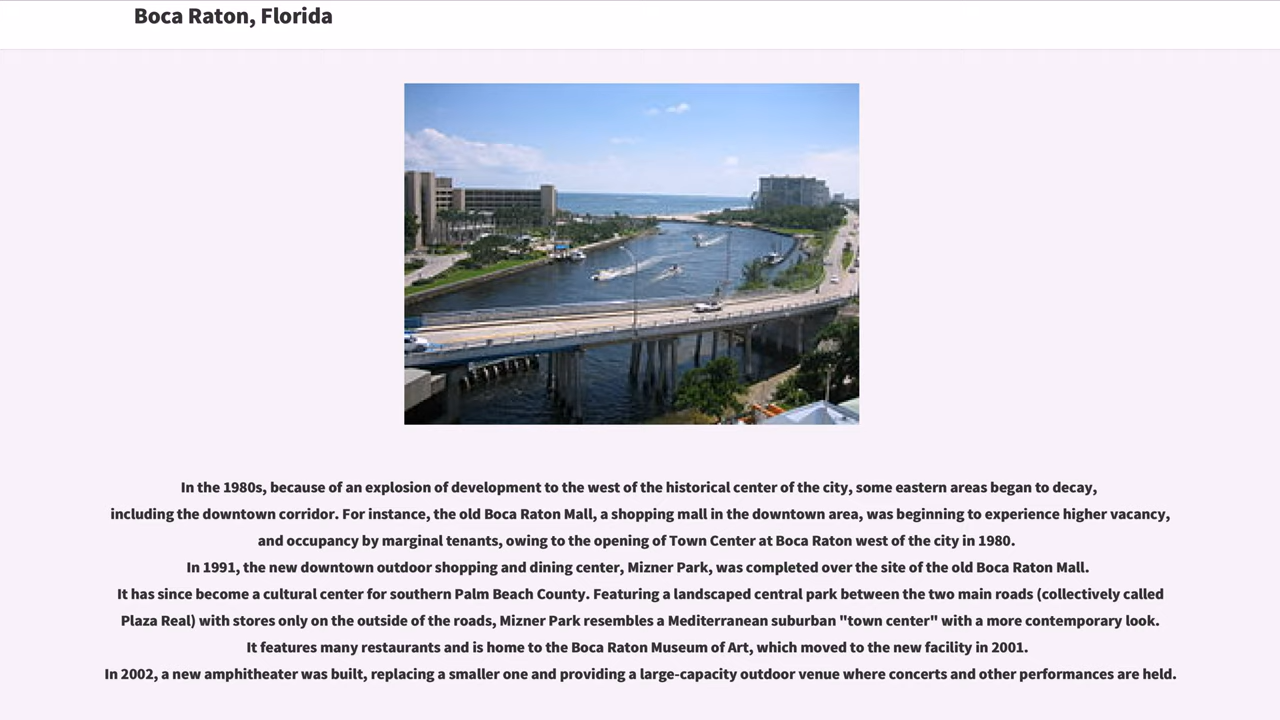 Boca Raton, Florida
In the 1980s, because of an explosion of development to the west of the historical center of the city, some eastern areas began to decay,
including the downtown corridor. For instance, the old Boca Raton Mall, a shopping mall in the downtown area, was beginning to experience higher vacancy,
and occupancy by marginal tenants, owing to the opening of Town Center at Boca Raton west of the city in 1980.
In 1991, the new downtown outdoor shopping and dining center, Mizner Park, was completed over the site of the old Boca Raton Mall.
It has since become a cultural center for southern Palm Beach County. Featuring a landscaped central park between the two main roads (collectively called
Plaza Real) with stores only on the outside of the roads, Mizner Park resembles a Mediterranean suburban "town center" with a more contemporary look.
It features many restaurants and is home to the Boca Raton Museum of Art, which moved to the new facility in 2001.
In 2002, a new amphitheater was built, replacing a smaller one and providing a large-capacity outdoor venue where concerts and other performances are held.